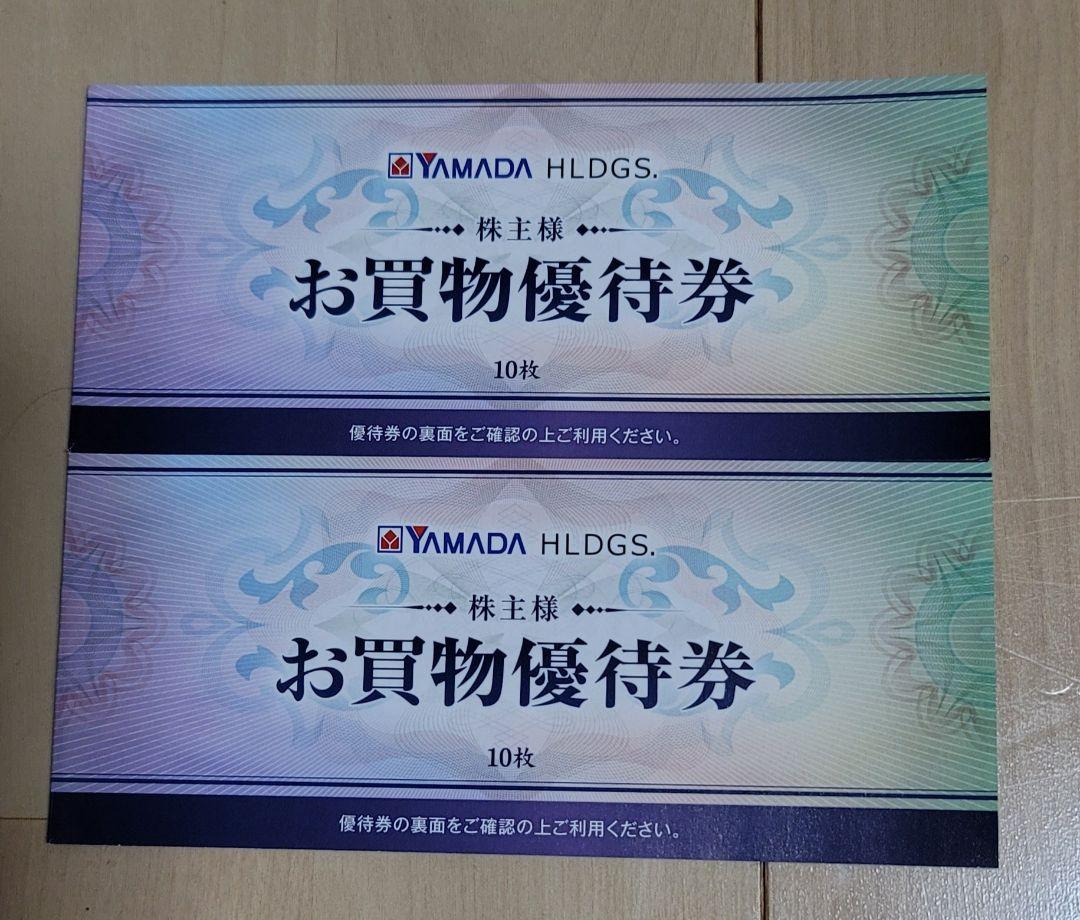 YAMADA HLDGS.
株主様
お買物優待券
10枚
優待券の裏面をご確認の上ご利用ください。
YAMADA HLDGS.
株主様
お買物優待券
10枚
優待券の裏面をご確認の上ご利用ください。